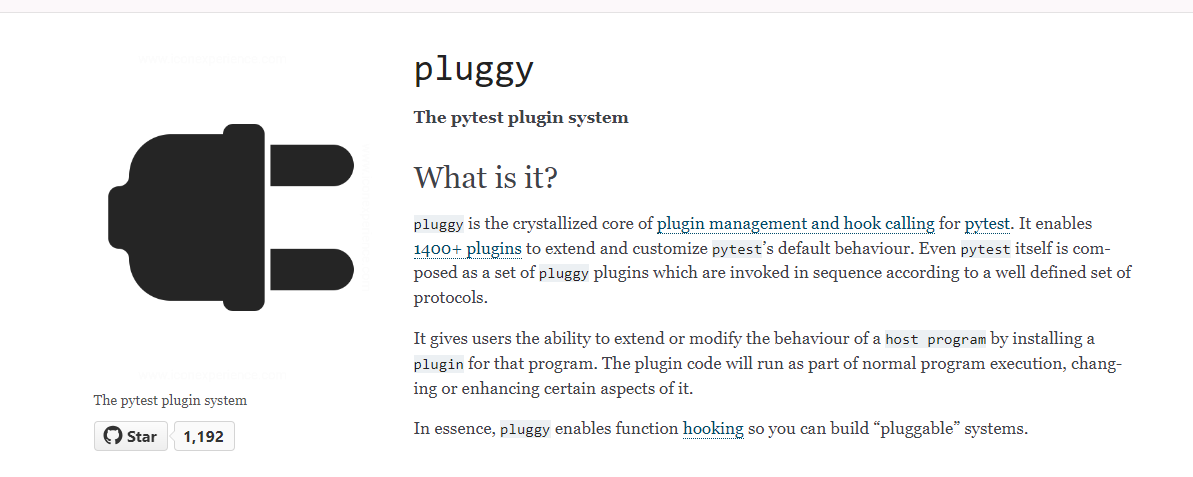 pluggy
The pytest plugin system
What is it?
pluggy is the crystallized core of plugin management and hook calling for pytest. It enables
1400+ plugins to extend and customize pytest’s default behaviour. Even pytest itself is com-
posed as a set of pluggy plugins which are invoked in sequence according to a well defined set of
protocols.
It gives users the ability to extend or modify the behaviour of a host program by installing a
plugin for that program. The plugin code will run as part of normal program execution, chang-
ing or enhancing certain aspects of it.
In essence, pluggy enables function hooking so you can build “pluggable” systems.
The pytest plugin system
Star 1,192